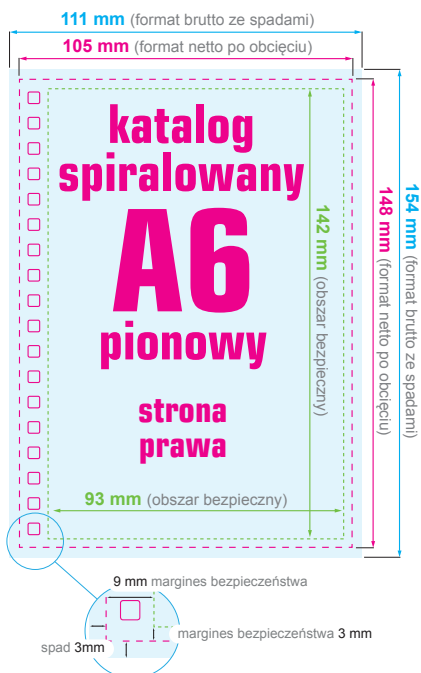 111 mm (format brutto ze spadami)
105 mm (format netto po obcięciu)
katalog
spiralowany
A6
pionowy
strona
prawa
142 mm (obszar bezpieczny)
148 mm (format netto po obcięciu)
154 mm (format brutto ze spadami)
93 mm (obszar bezpieczny)
9 mm margines bezpieczeństwa
margines bezpieczeństwa 3 mm
spad 3mm